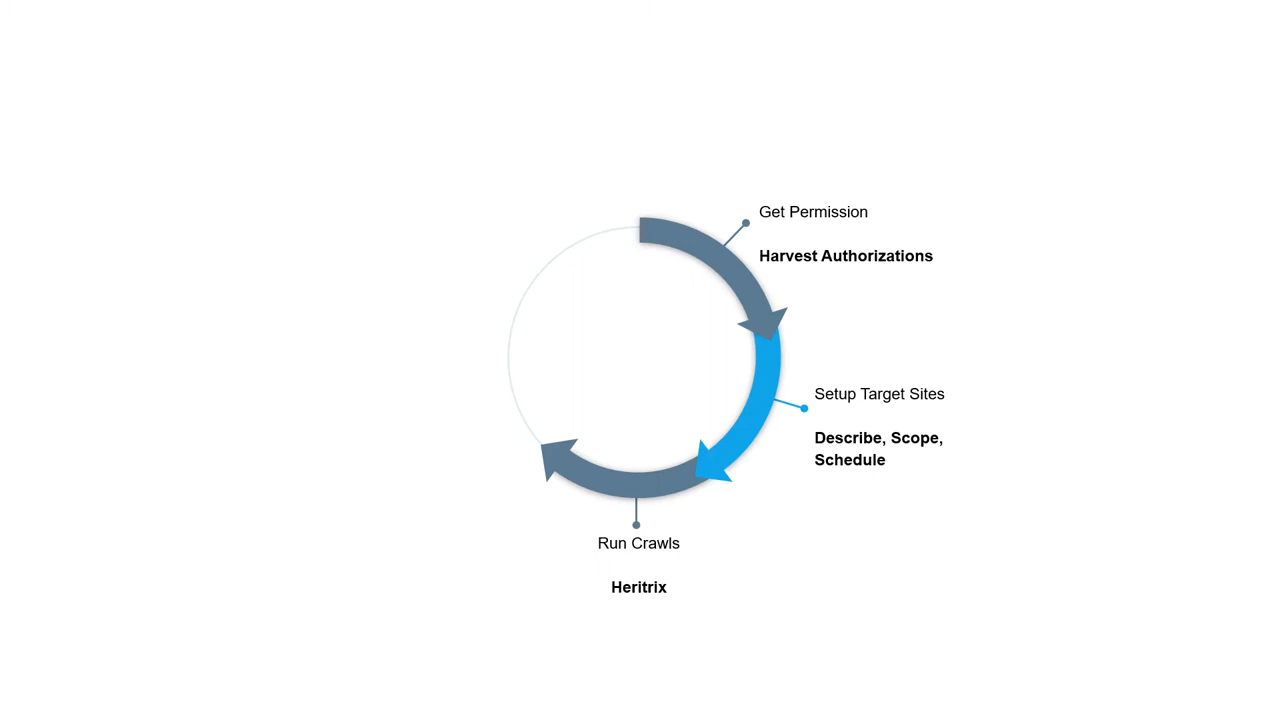 Get Permission
Harvest Authorizations
Setup Target Sites
Describe, Scope,
Schedule
Run Crawls
Heritrix